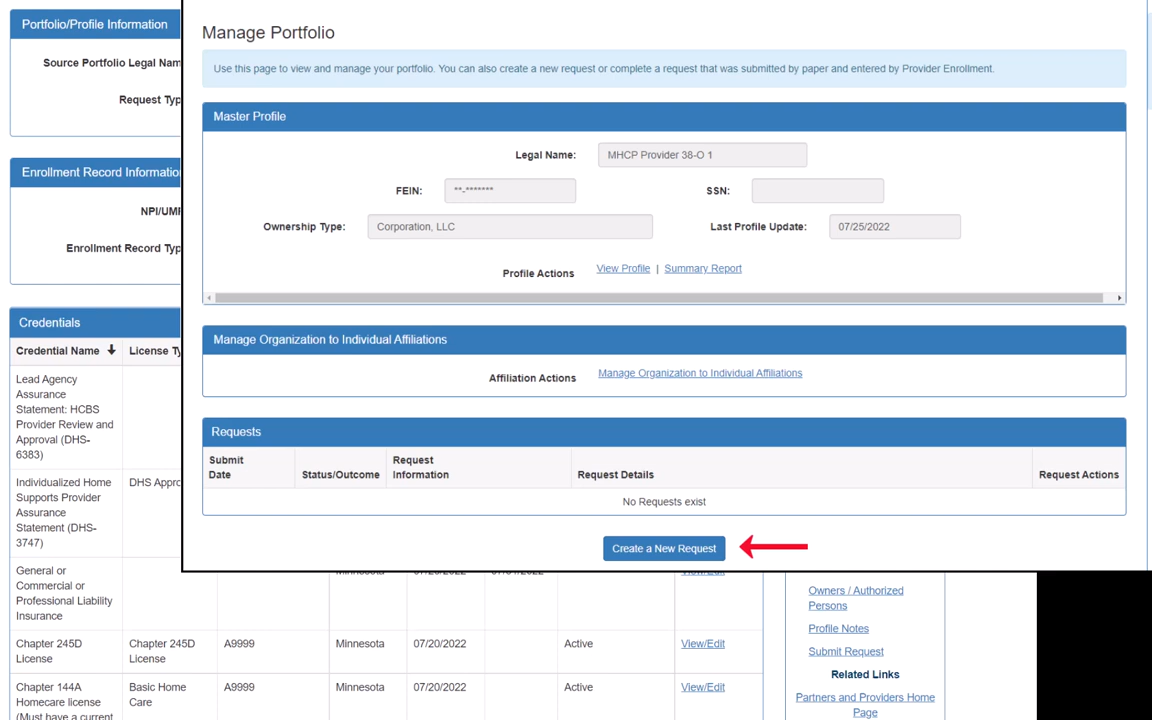 Portfolio/Profile Information
Source Portfolio Legal Nam
Request Typ
Enrollment Record Informatio
NPI/UMP
Enrollment Record Typ
Manage Portfolio
Use this page to view and manage your portfolio. You can also create a new request or complete a request that was submitted by paper and entered by Provider Enrollment.
Master Profile
Legal Name: MHCP Provider 38-O 1
FEIN: **-******* SSN:
Ownership Type: Corporation, LLC Last Profile Update: 07/25/2022
Profile Actions View Profile | Summary Report
Manage Organization to Individual Affiliations
Affiliation Actions Manage Organization to Individual Affiliations
Requests
Submit Date Status/Outcome Request Information Request Details Request Actions
No Requests exist
Create a New Request
Credentials
Credential Name License Ty
Lead Agency
Assurance
Statement: HCBS
Provider Review and
Approval (DHS-
6383)
Individualized Home DHS Appro
Supports Provider
Assurance
Statement (DHS-
3747)
General or
Commercial or
Professional Liability
Insurance
Minnesota View/Edit
Chapter 245D Chapter 245D A9999 Minnesota 07/20/2022 Active View/Edit
License License
Chapter 144A Basic Home A9999 Minnesota 07/20/2022 Active View/Edit
Homecare license Care
(Must have a current
Owners / Authorized
Persons
Profile Notes
Submit Request
Related Links
Partners and Providers Home
Page